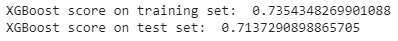 XGBoost score on training set:  0.7354348269901088
XGBoost score on test set:  0.7137290898865705